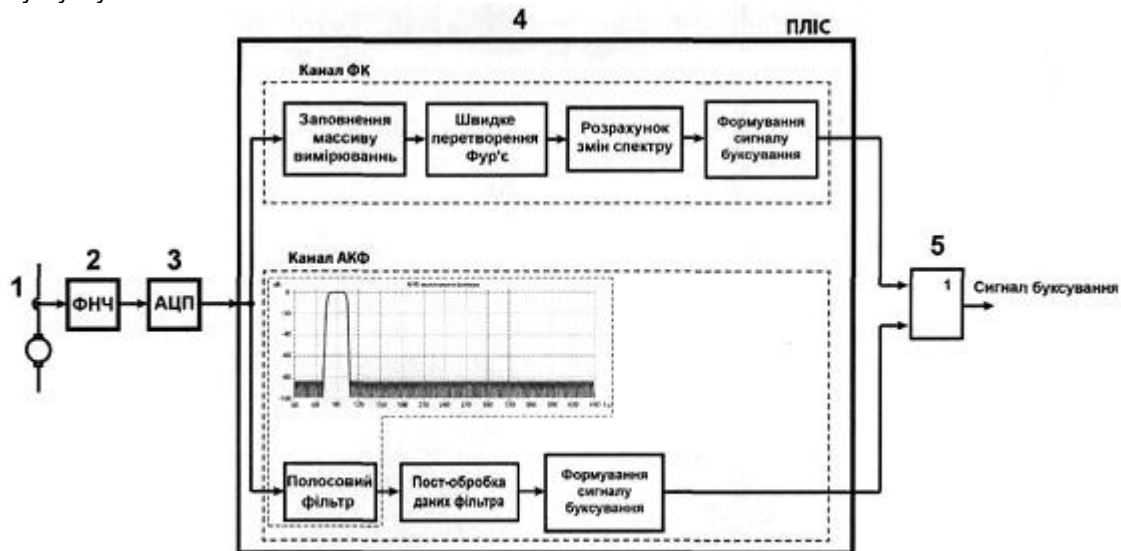 4
ПЛІС
Канал ФК
Заповнення
массиву
вимірюваннь
Швидке
перетворення
Фур'є
Розрахунок
змін спектру
Формування
сигналу
буксування
1
2
3
5
ФНЧ
АЦП
1
Сигнал буксування
Канал АКФ
Полосовий
фільтр
Пост-обробка
даних фільтра
Формування
сигналу
буксування